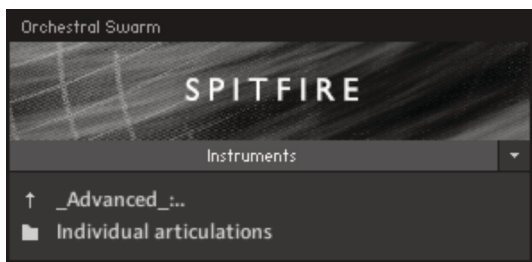 Orchestral Swarm
SPITFIRE
Instruments
_Advanced_:..
Individual articulations